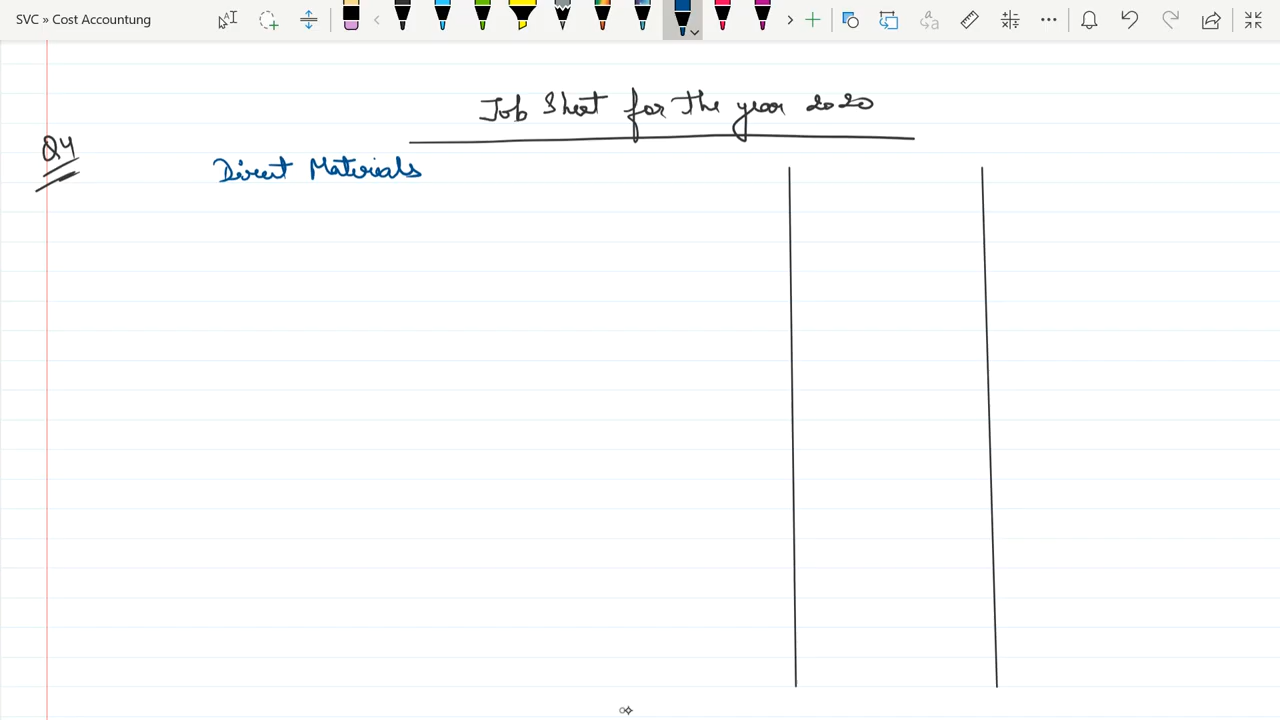 SVC » Cost Accountung
Job Sheet for the year 2020
Q4
Direct Materials